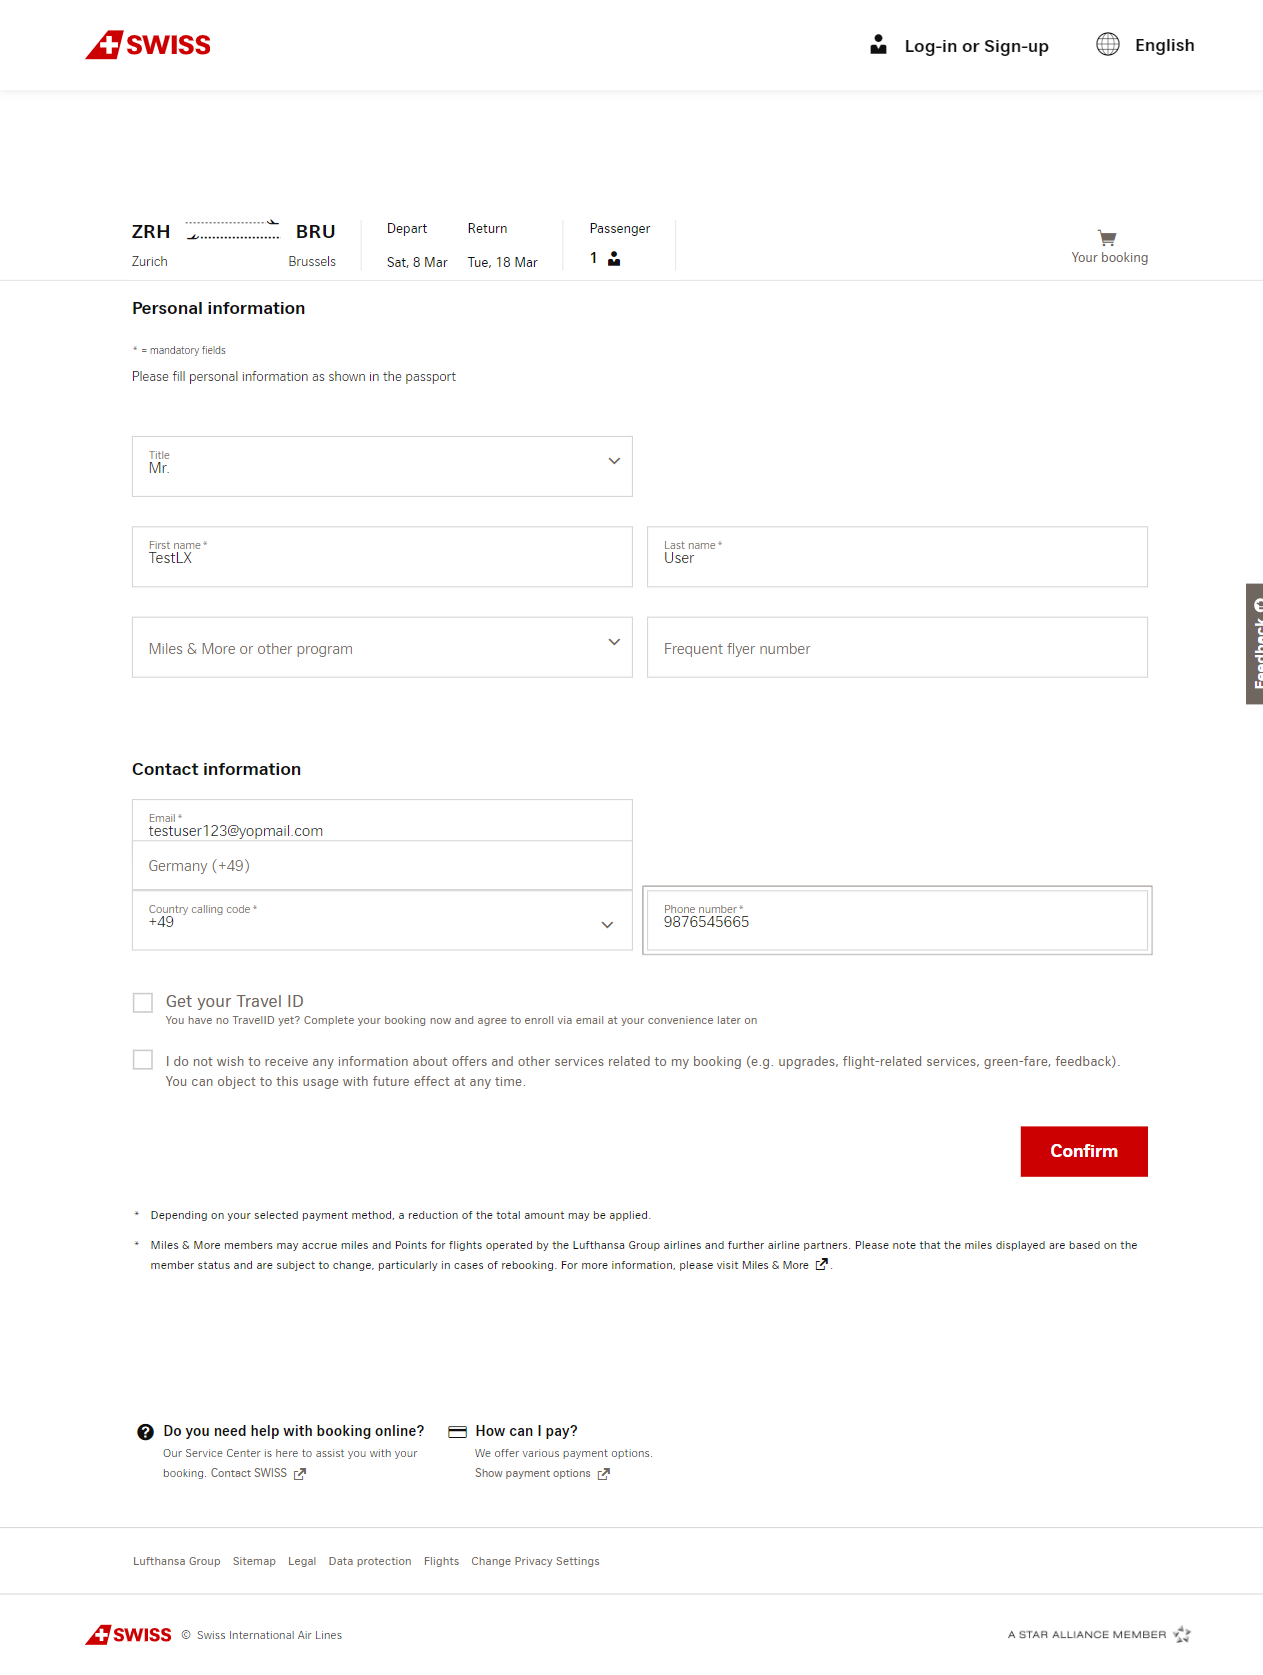 SWISS
Log-in or Sign-up
English
ZRH BRU
Zurich Brussels
Depart Return
Sat, 8 Mar Tue, 18 Mar
Passenger
1
Your booking
Personal information
* = mandatory fields
Please fill personal information as shown in the passport
Title
Mr.
First name *
TestLX
Last name *
User
Miles & More or other program
Frequent flyer number
Feedback
Contact information
Email *
testuser123@yopmail.com
Germany (+49)
Country calling code *
+49
Phone number *
9876545665
Get your Travel ID
You have no TravelID yet? Complete your booking now and agree to enroll via email at your convenience later on
I do not wish to receive any information about offers and other services related to my booking (e.g. upgrades, flight-related services, green-fare, feedback).
You can object to this usage with future effect at any time.
Confirm
* Depending on your selected payment method, a reduction of the total amount may be applied.
* Miles & More members may accrue miles and Points for flights operated by the Lufthansa Group airlines and further airline partners. Please note that the miles displayed are based on the
member status and are subject to change, particularly in cases of rebooking. For more information, please visit Miles & More .
Do you need help with booking online?
Our Service Center is here to assist you with your
booking. Contact SWISS
How can I pay?
We offer various payment options.
Show payment options
Lufthansa Group Sitemap Legal Data protection Flights Change Privacy Settings
SWISS © Swiss International Air Lines
A STAR ALLIANCE MEMBER